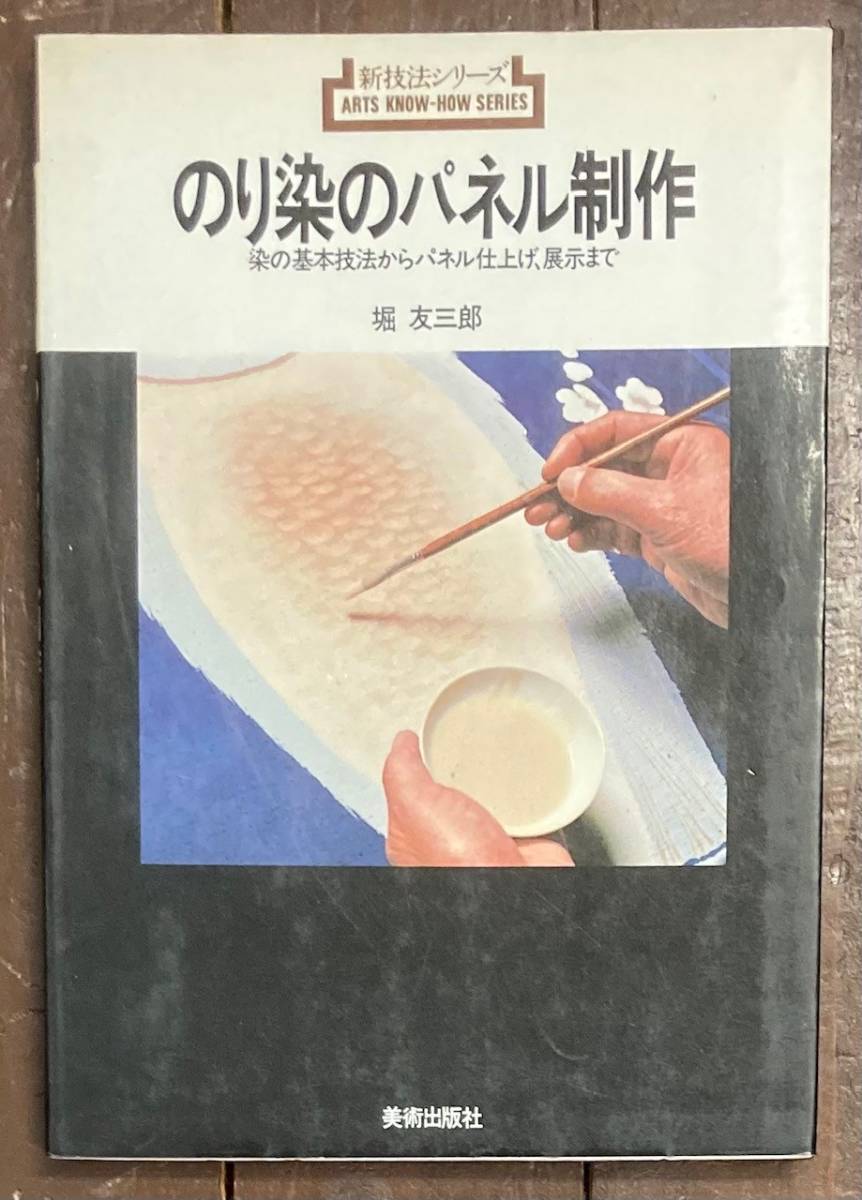 新技法シリーズ
ARTS KNOW-HOW SERIES
のり染のパネル制作
染の基本技法からパネル仕上げ、展示まで
堀 友三郎
美術出版社